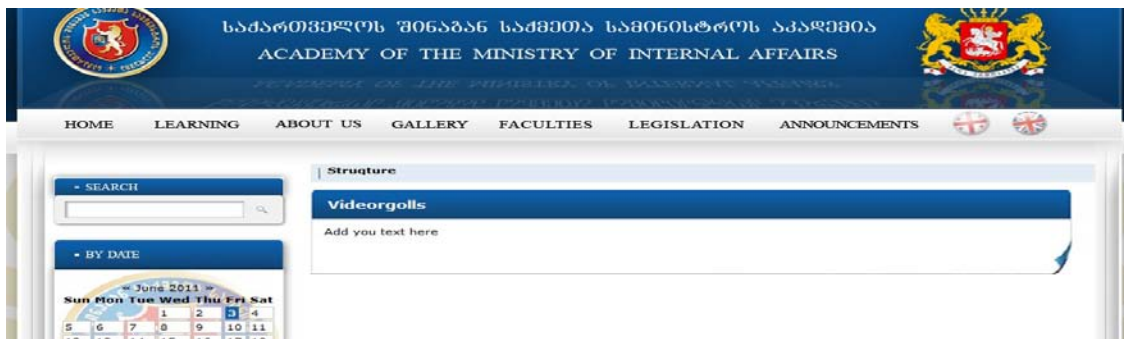 საქართველოს შინაგან საქმეთა სამინისტროს აკადემია
ACADEMY OF THE MINISTRY OF INTERNAL AFFAIRS
HOME LEARNING ABOUT US GALLERY FACULTIES LEGISLATION ANNOUNCEMENTS
Struqture
- SEARCH
Videorgolls
Add you text here
- BY DATE
« June 2011 »
Sun Mon Tue Wed Thu Fri Sat
1 2 3 4
5 6 7 8 9 10 11